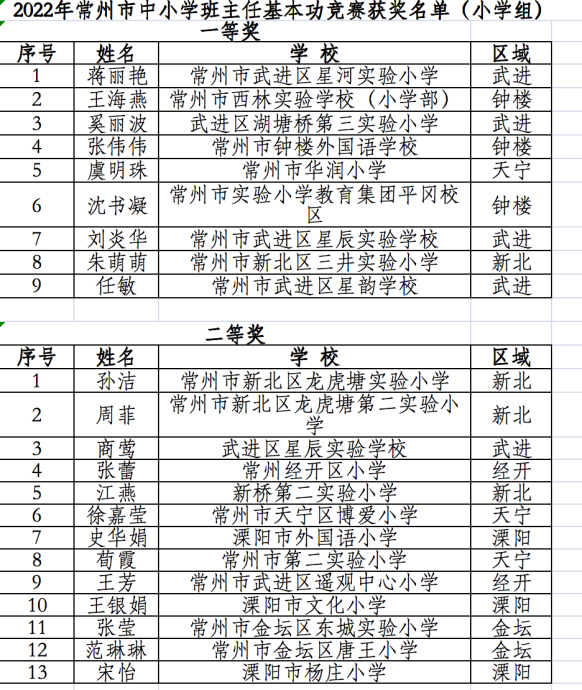 2022年常州市中小学班主任基本功竞赛获奖名单（小学组）
一等奖
序号 姓名 学 校 区域
1 蒋丽艳 常州市武进区星河实验小学 武进
2 王海燕 常州市西林实验学校（小学部） 钟楼
3 奚丽波 武进区湖塘桥第三实验小学 武进
4 张伟伟 常州市钟楼外国语学校 钟楼
5 虞明珠 常州市华润小学 天宁
6 沈书凝 常州市实验小学教育集团平冈校 钟楼
区
7 刘炎华 常州市武进区星辰实验学校 武进
8 朱萌萌 常州市新北区三井实验小学 新北
9 任敏 常州市武进区星韵学校 武进
二等奖
序号 姓名 学 校 区域
1 孙洁 常州市新北区龙虎塘实验小学 新北
2 周菲 常州市新北区龙虎塘第二实验小 新北
学
3 商莺 武进区星辰实验学校 武进
4 张蕾 常州经开区小学 经开
5 江燕 新桥第二实验小学 新北
6 徐嘉莹 常州市天宁区博爱小学 天宁
7 史华娟 溧阳市外国语小学 溧阳
8 荀霞 常州市第二实验小学 天宁
9 王芳 常州市武进区遥观中心小学 经开
10 王银娟 溧阳市文化小学 溧阳
11 张莹 常州市金坛区东城实验小学 金坛
12 范琳琳 常州市金坛区唐王小学 金坛
13 宋怡 溧阳市杨庄小学 溧阳